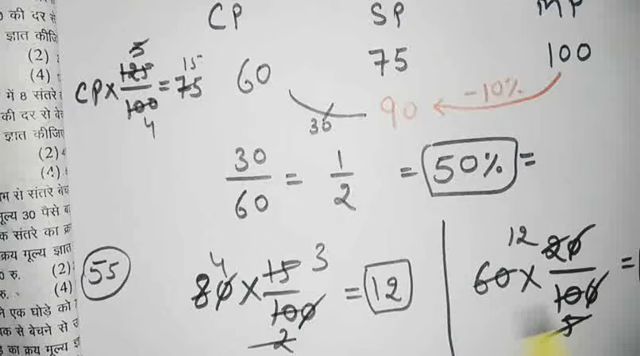 की दर से
ज्ञात कीजि
(2)
(4)
में 8 संतरे
की दर से बे
ज्ञात कीजिए
(2)
(4)
संतरे बेच
मूल्य 30 पैसे
क संतरे का क्र
क्रय मूल्य ज्ञात
0 रु. (2)
रु. (4)
एक घोड़े को
बेचने से
का क्रय मूल्य
CP SP MP
CP × 125/100 = 75 60 75 100
5 15
4
30 90 -10%
30/60 = 1/2 = 50% =
55 80 × 15/100 = 12
4 3
2
60 × 20/100 =
12
5